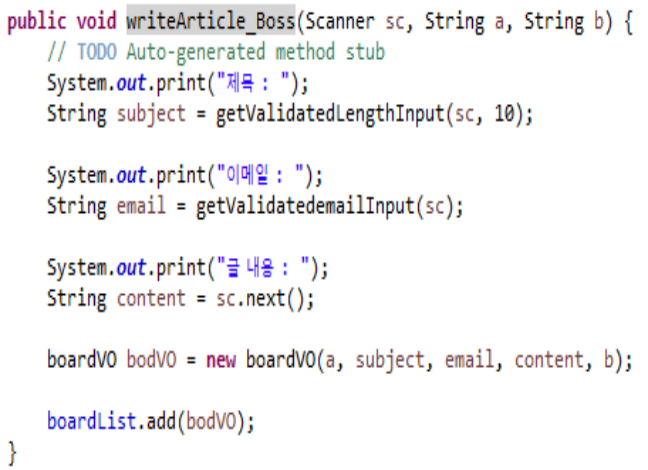 public void writeArticle_Boss(Scanner sc, String a, String b) {
// TODO Auto-generated method stub
System.out.print("제목 : ");
String subject = getValidatedLengthInput(sc, 10);
System.out.print("이메일 : ");
String email = getValidatedemailInput(sc);
System.out.print("글 내용 : ");
String content = sc.next();
boardVO bodVO = new boardVO(a, subject, email, content, b);
boardList.add(bodVO);
}